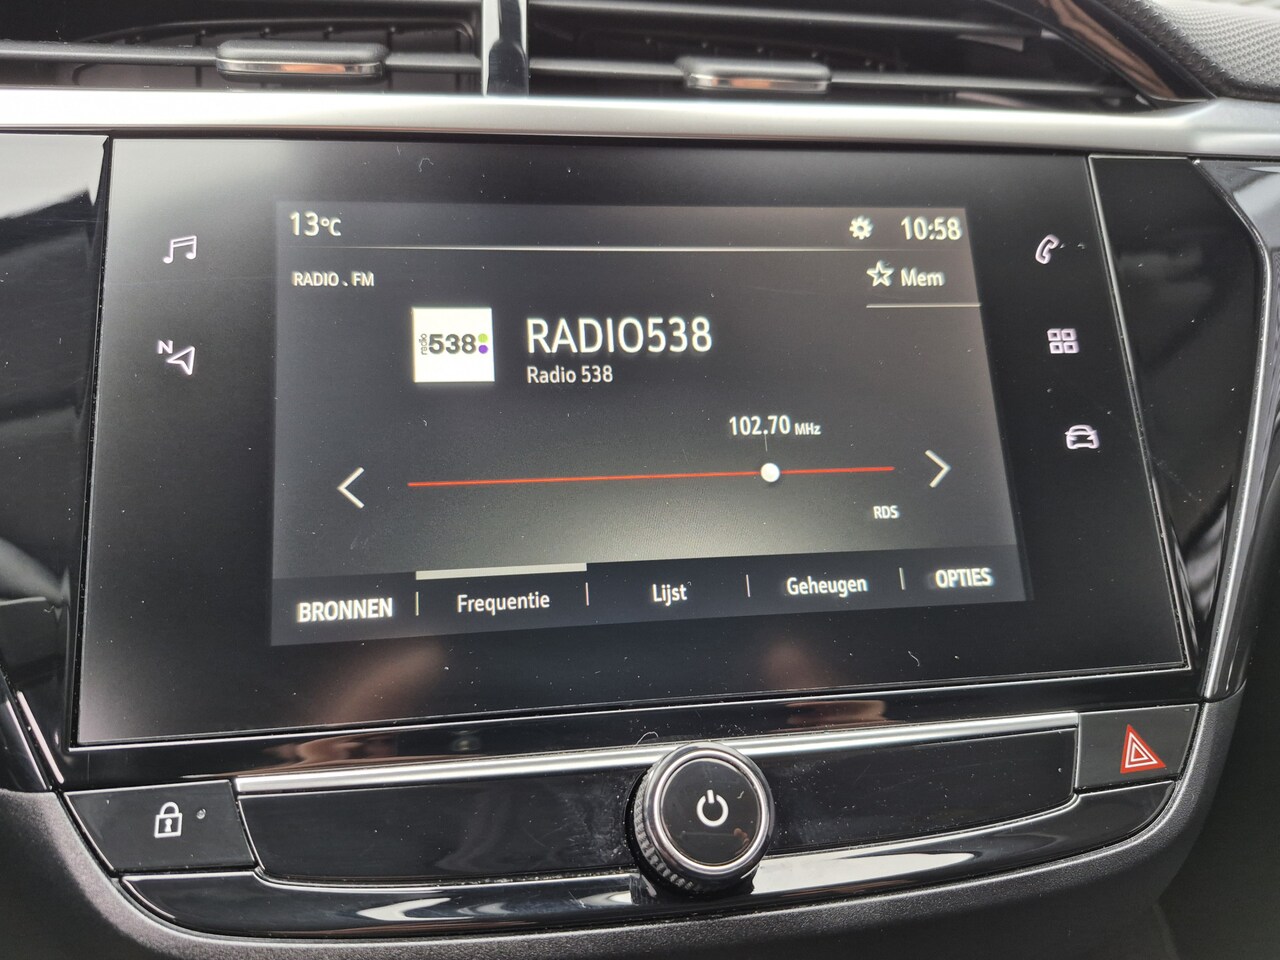 13°C
10:58
RADIO . FM
Mem
radio 538
RADIO538
Radio 538
102.70 MHz
RDS
N
BRONNEN
Frequentie
Lijst
Geheugen
OPTIES